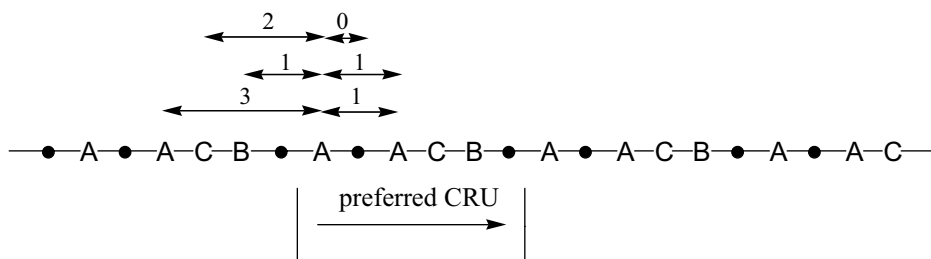 2 0
1 1
3 1
A A C B A A C B A A C B A A C
preferred CRU